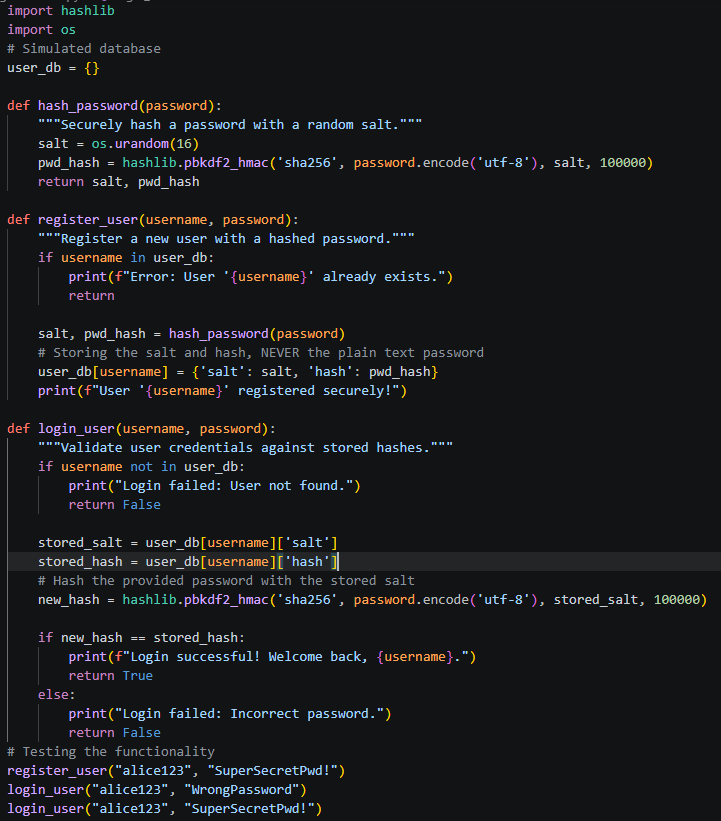 import hashlib
import os
# Simulated database
user_db = {}

def hash_password(password):
    """Securely hash a password with a random salt."""
    salt = os.urandom(16)
    pwd_hash = hashlib.pbkdf2_hmac('sha256', password.encode('utf-8'), salt, 100000)
    return salt, pwd_hash

def register_user(username, password):
    """Register a new user with a hashed password."""
    if username in user_db:
        print(f"Error: User '{username}' already exists.")
        return

    salt, pwd_hash = hash_password(password)
    # Storing the salt and hash, NEVER the plain text password
    user_db[username] = {'salt': salt, 'hash': pwd_hash}
    print(f"User '{username}' registered securely!")

def login_user(username, password):
    """Validate user credentials against stored hashes."""
    if username not in user_db:
        print("Login failed: User not found.")
        return False

    stored_salt = user_db[username]['salt']
    stored_hash = user_db[username]['hash']
    # Hash the provided password with the stored salt
    new_hash = hashlib.pbkdf2_hmac('sha256', password.encode('utf-8'), stored_salt, 100000)

    if new_hash == stored_hash:
        print(f"Login successful! Welcome back, {username}.")
        return True
    else:
        print("Login failed: Incorrect password.")
        return False
# Testing the functionality
register_user("alice123", "SuperSecretPwd!")
login_user("alice123", "WrongPassword")
login_user("alice123", "SuperSecretPwd!")